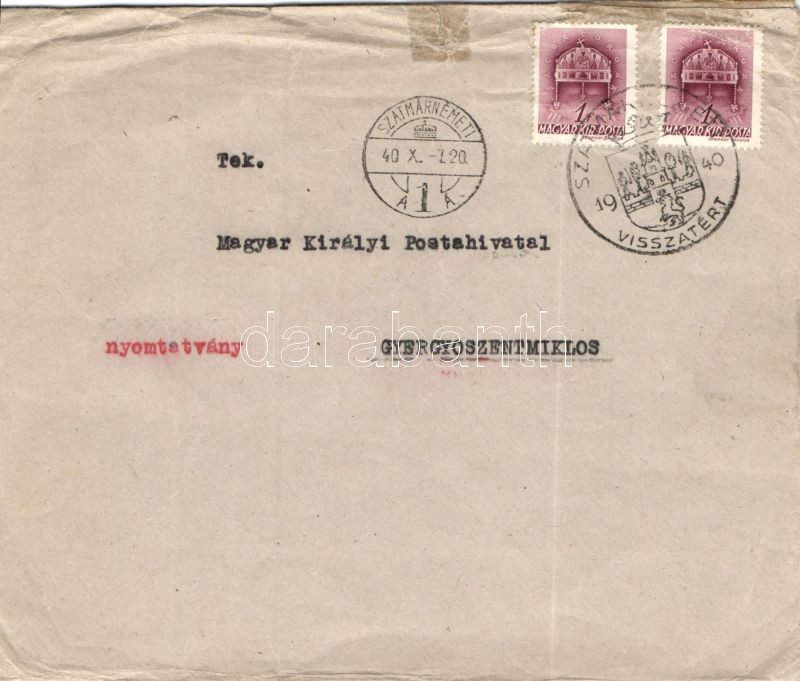 MAGYAR KIR. POSTA
1
MAGYAR KIR. POSTA
SZATMÁRNÉMETI
40 X. -7. 20.
A 1 A
19 40
VISSZATÉRT
Tek.
Magyar Királyi Postahivatal
nyomtatvány
GYERGYOSZENTMIKLOS
darabanth